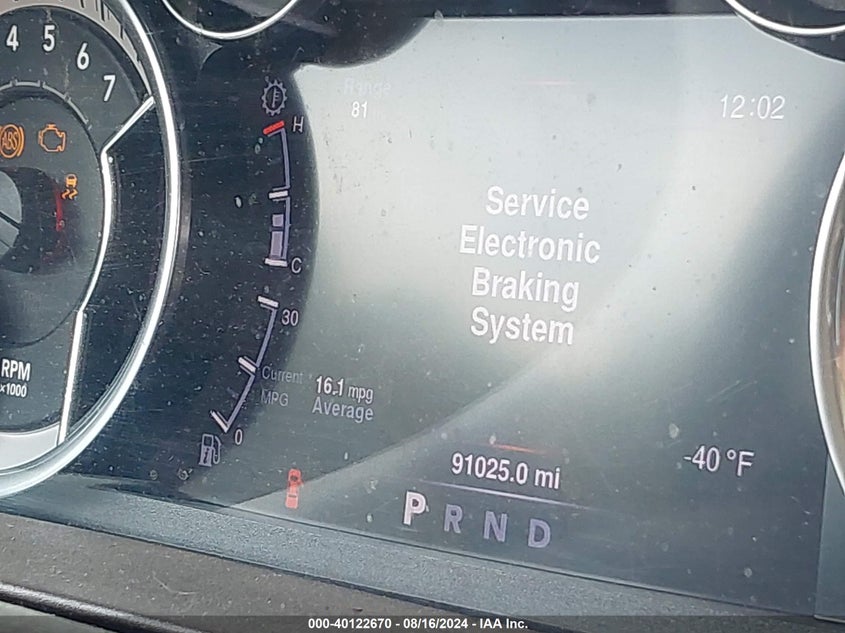 4 5 6 7
ABS
RPM
x1000
H
C
30
0
Current
MPG
16.1 mpg
Average
Range
81
12:02
Service
Electronic
Braking
System
91025.0 mi
-40 °F
P R N D
000-40122670 - 08/16/2024 - IAA Inc.